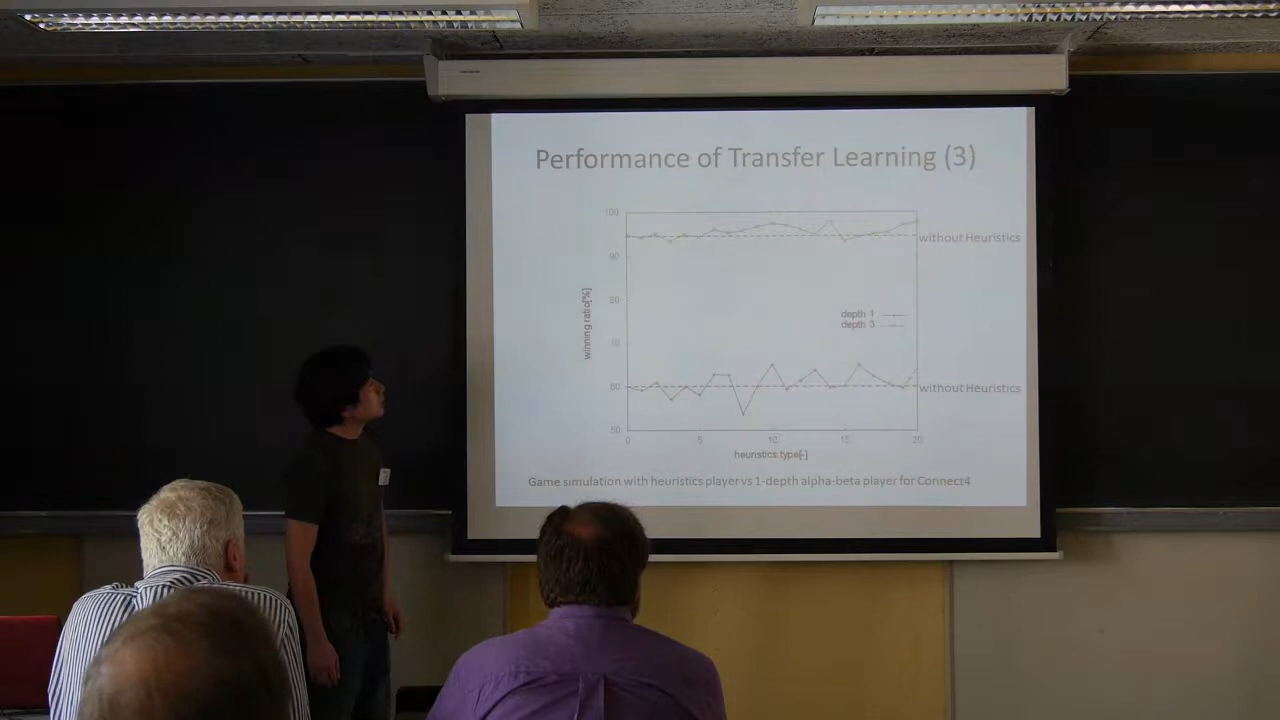 Performance of Transfer Learning (3)
100
90
80
70
60
50
winning ratio[%]
without Heuristics
depth 1
depth 3
without Heuristics
0 5 10 15 20
heuristics type[-]
Game simulation with heuristics player vs 1-depth alpha-beta player for Connect4